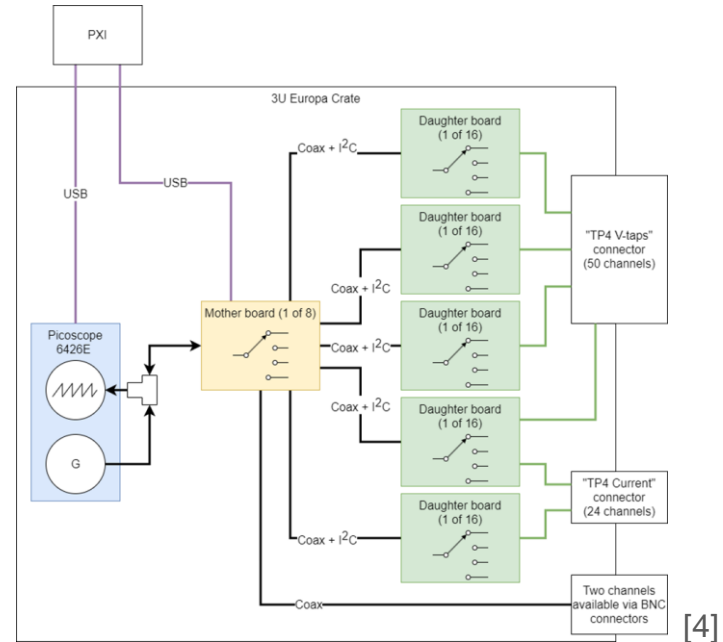 PXI
3U Europa Crate
USB
USB
Coax + I²C
Daughter board
(1 of 16)
Daughter board
(1 of 16)
Coax + I²C
"TP4 V-taps"
connector
(50 channels)
Mother board (1 of 8)
Picoscope
6426E
G
Coax + I²C
Daughter board
(1 of 16)
Coax + I²C
Daughter board
(1 of 16)
"TP4 Current"
connector
(24 channels)
Daughter board
(1 of 16)
Coax + I²C
Coax
Two channels
available via BNC
connectors
[4]